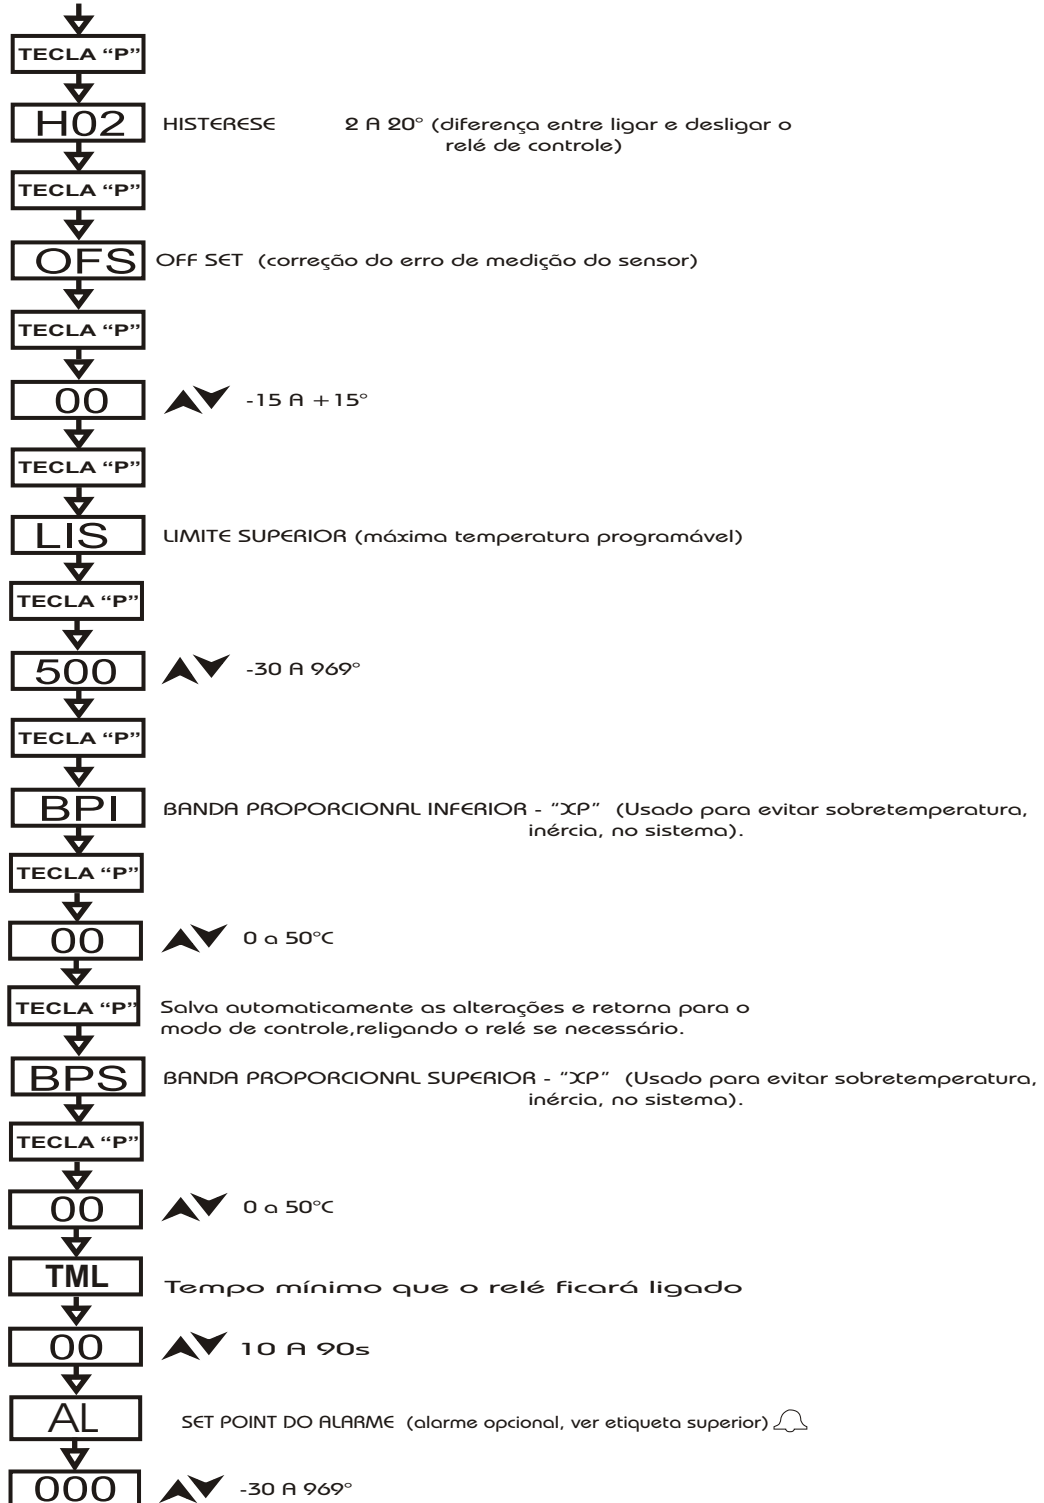 TECLA “P”
H02 HISTERESE 2 A 20° (diferença entre ligar e desligar o
relé de controle)
TECLA “P”
OFS OFF SET (correção do erro de medição do sensor)
TECLA “P”
00 -15 A +15°
TECLA “P”
LIS LIMITE SUPERIOR (máxima temperatura programável)
TECLA “P”
500 -30 A 969°
TECLA “P”
BPI BANDA PROPORCIONAL INFERIOR - “XP” (Usado para evitar sobretemperatura,
inércia, no sistema).
TECLA “P”
00 0 a 50°C
TECLA “P” Salva automaticamente as alterações e retorna para o
modo de controle,religando o relé se necessário.
BPS BANDA PROPORCIONAL SUPERIOR - “XP” (Usado para evitar sobretemperatura,
inércia, no sistema).
TECLA “P”
00 0 a 50°C
TML Tempo mínimo que o relé ficará ligado
00 10 A 90s
AL SET POINT DO ALARME (alarme opcional, ver etiqueta superior)
000 -30 A 969°